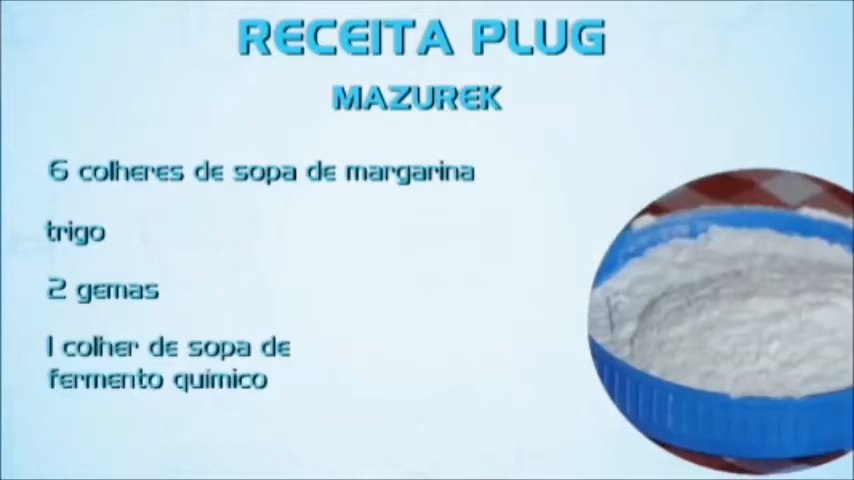 RECEITA PLUG
MAZUREK
6 colheres de sopa de margarina
trigo
2 gemas
1 colher de sopa de
fermento químico